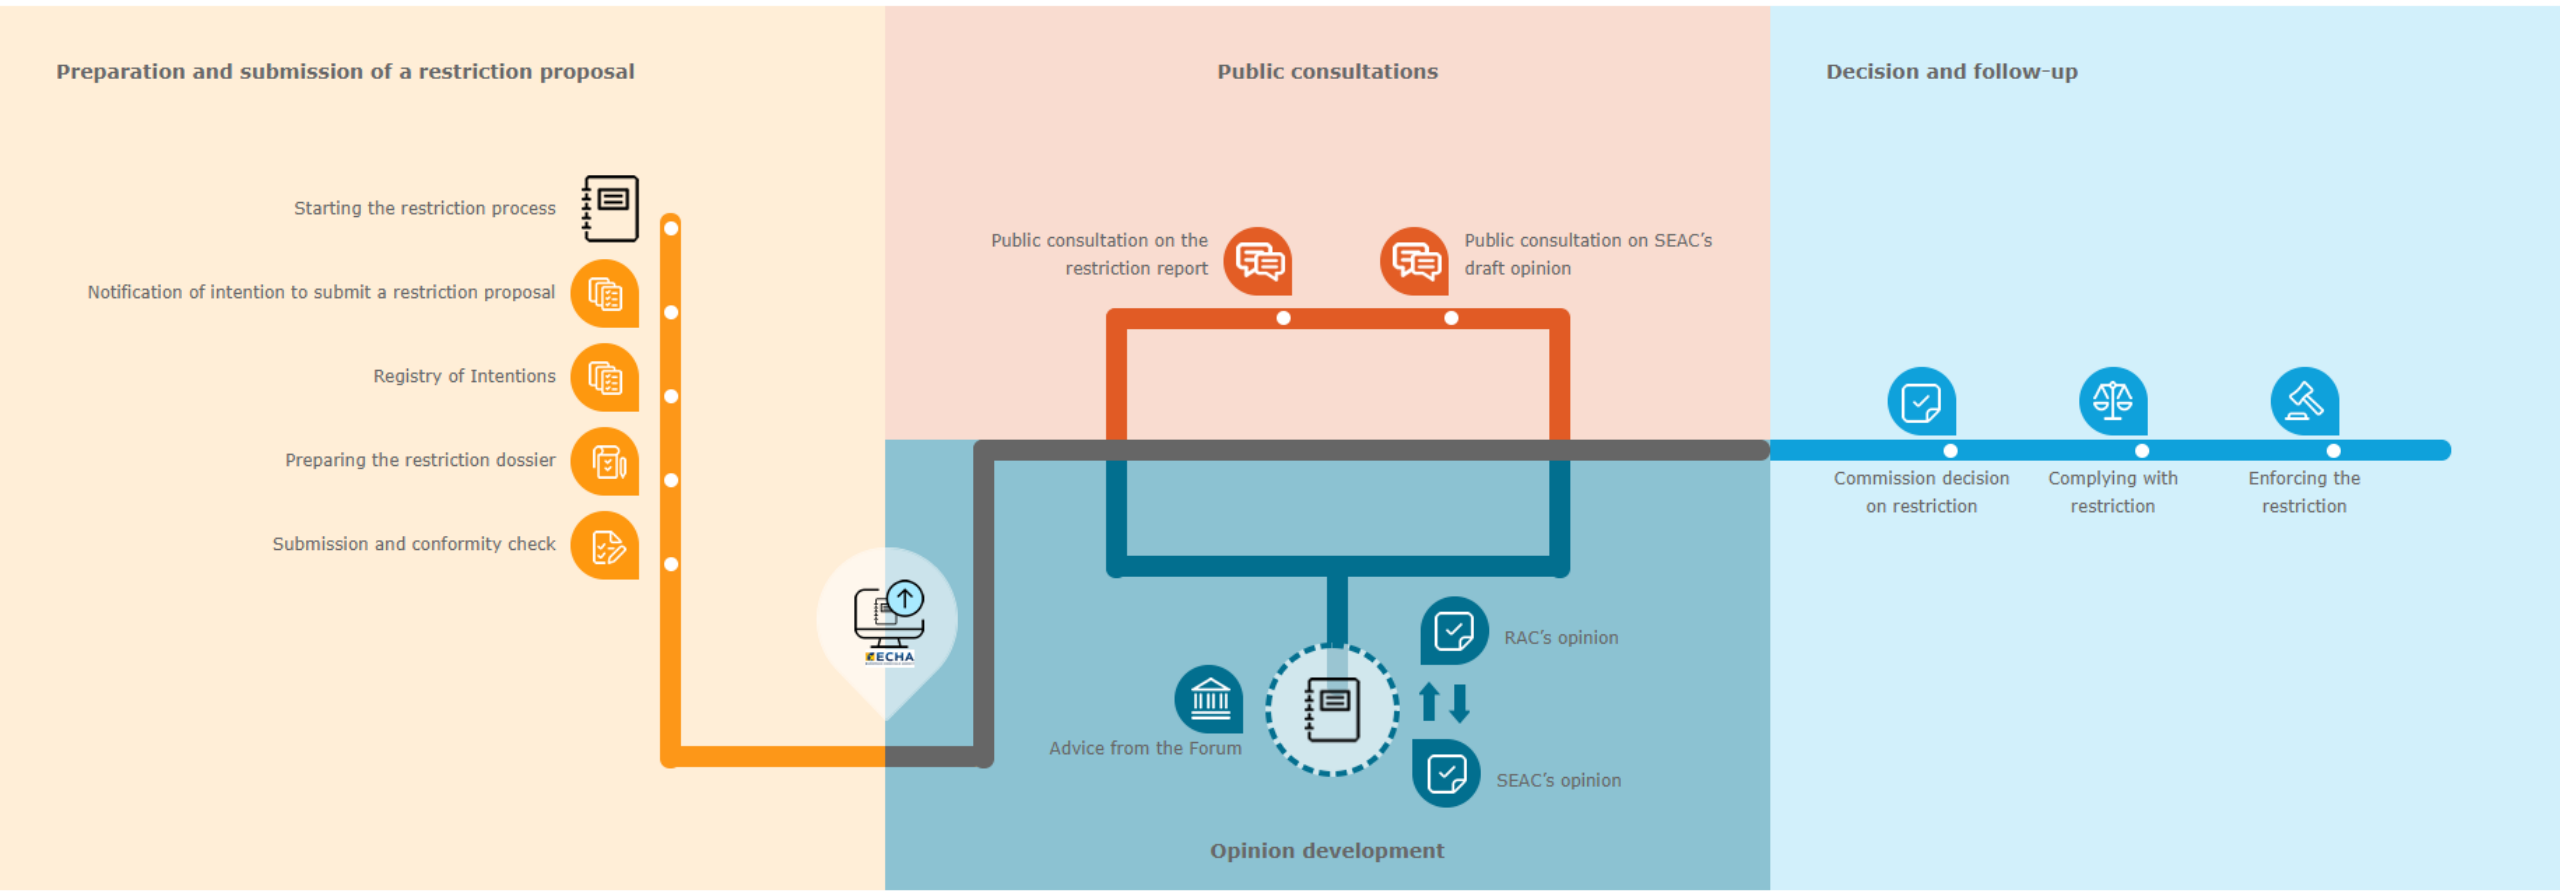 Preparation and submission of a restriction proposal
Starting the restriction process
Notification of intention to submit a restriction proposal
Registry of Intentions
Preparing the restriction dossier
Submission and conformity check
ECHA
Public consultations
Public consultation on the
restriction report
Public consultation on SEAC's
draft opinion
Advice from the Forum
RAC's opinion
SEAC's opinion
Opinion development
Decision and follow-up
Commission decision
on restriction
Complying with
restriction
Enforcing the
restriction